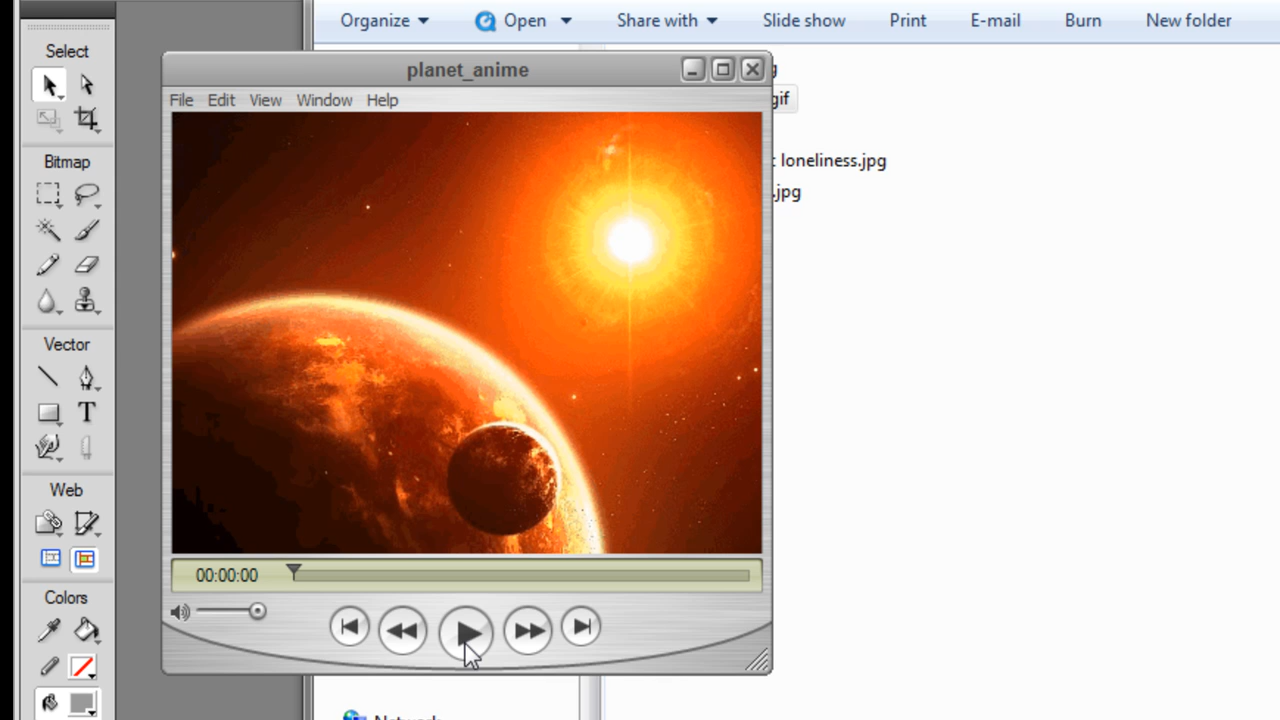 Organize Open Share with Slide show Print E-mail Burn New folder
Select
planet_anime
File Edit View Window Help
gif
loneliness.jpg
Bitmap
.jpg
Vector
T
Web
00:00:00
Colors
Network